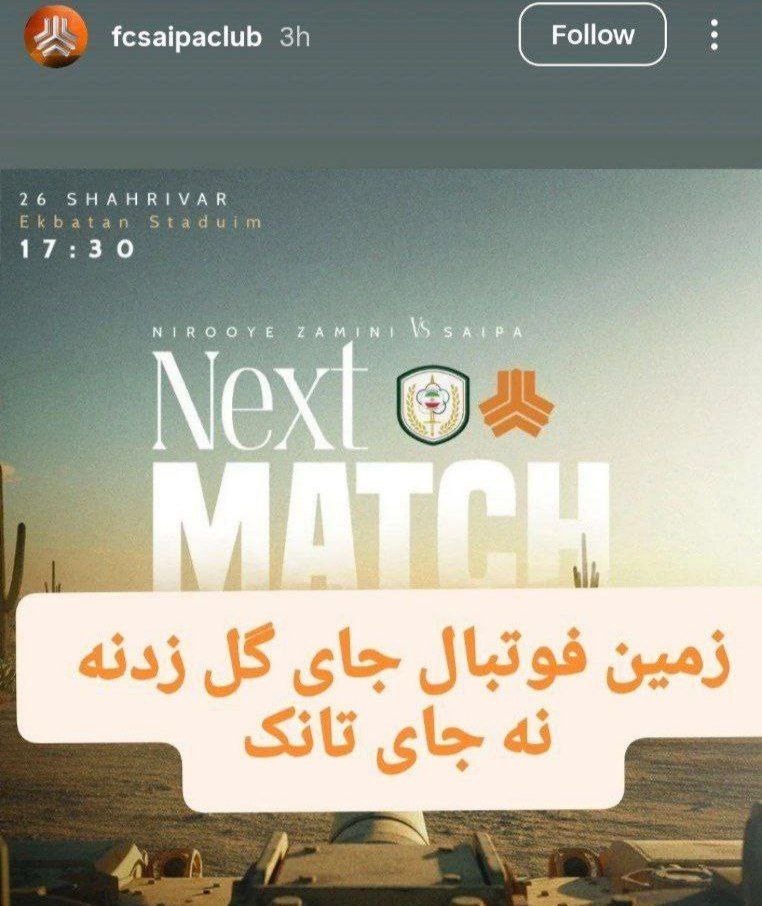 fcsaipaclub 3h
Follow
26 SHAHRIVAR
Ekbatan Staduim
17:30
NIROOYE ZAMINI VS SAIPA
Next
MATCH
زمین فوتبال جای گل زدنه
نه جای تانک